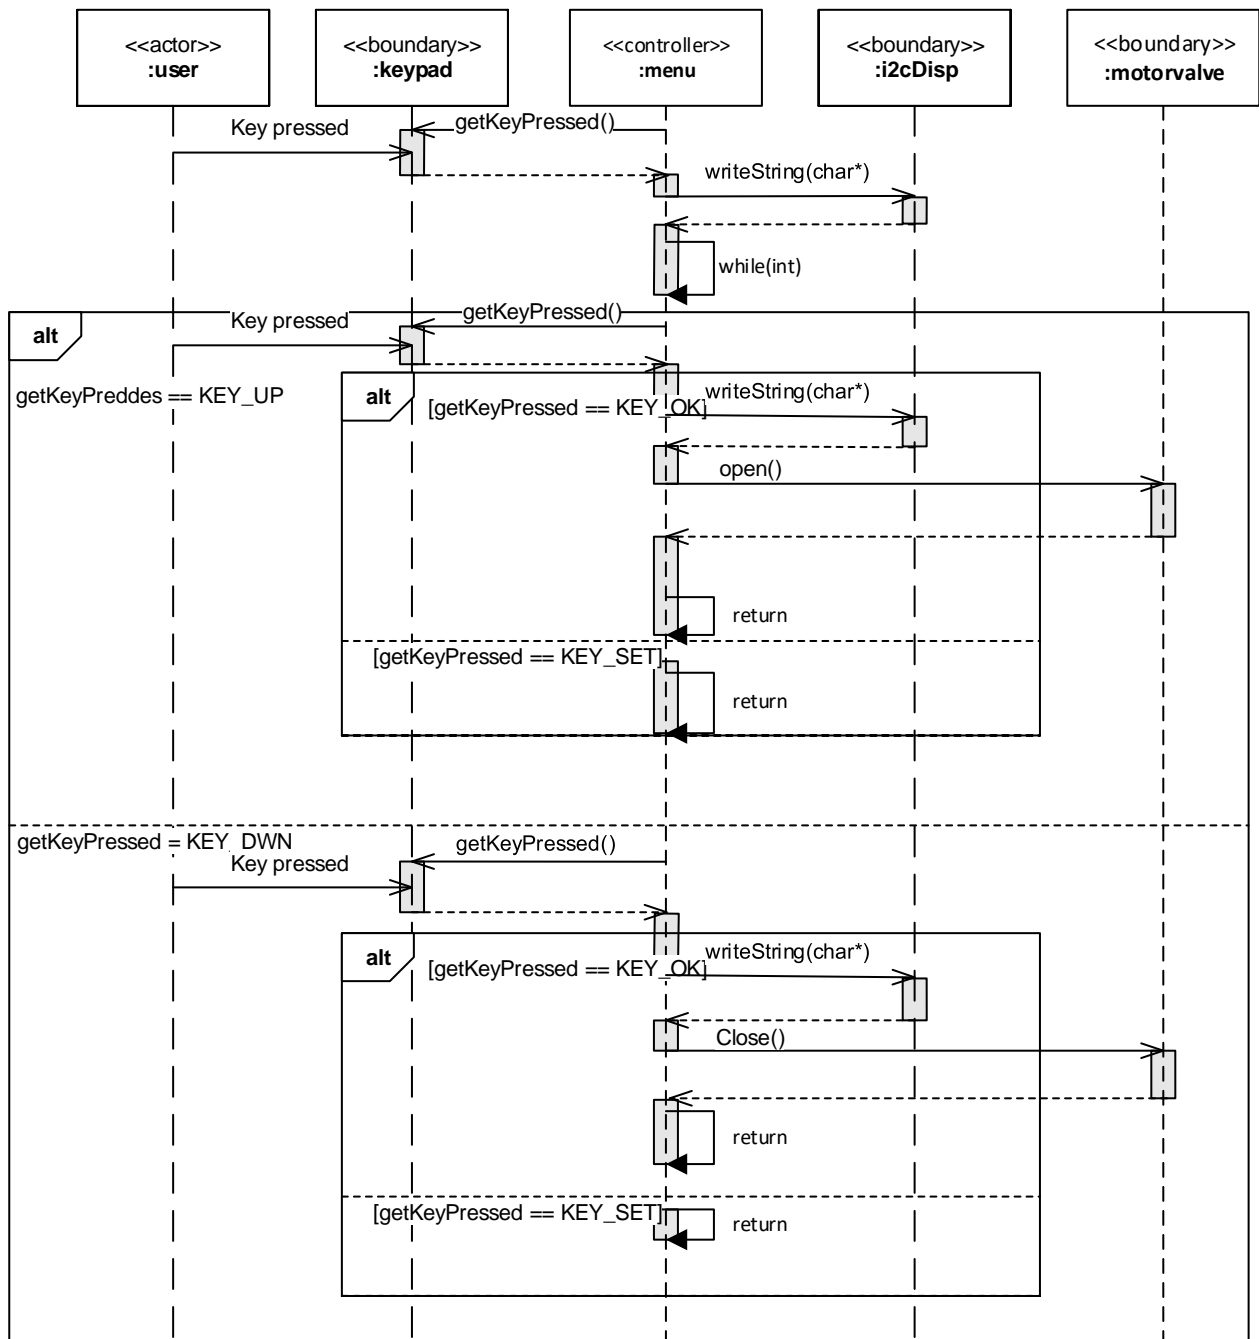 <<actor>>
:user
<<boundary>>
:keypad
<<controller>>
:menu
<<boundary>>
:i2cDisp
<<boundary>>
:motorvalve
Key pressed
getKeyPressed()
writeString(char*)
while(int)
alt
Key pressed
getKeyPressed()
getKeyPreddes == KEY_UP
alt
[getKeyPressed == KEY_OK]
writeString(char*)
open()
return
[getKeyPressed == KEY_SET]
return
getKeyPressed = KEY_DWN
Key pressed
getKeyPressed()
alt
[getKeyPressed == KEY_OK]
writeString(char*)
Close()
return
[getKeyPressed == KEY_SET]
return